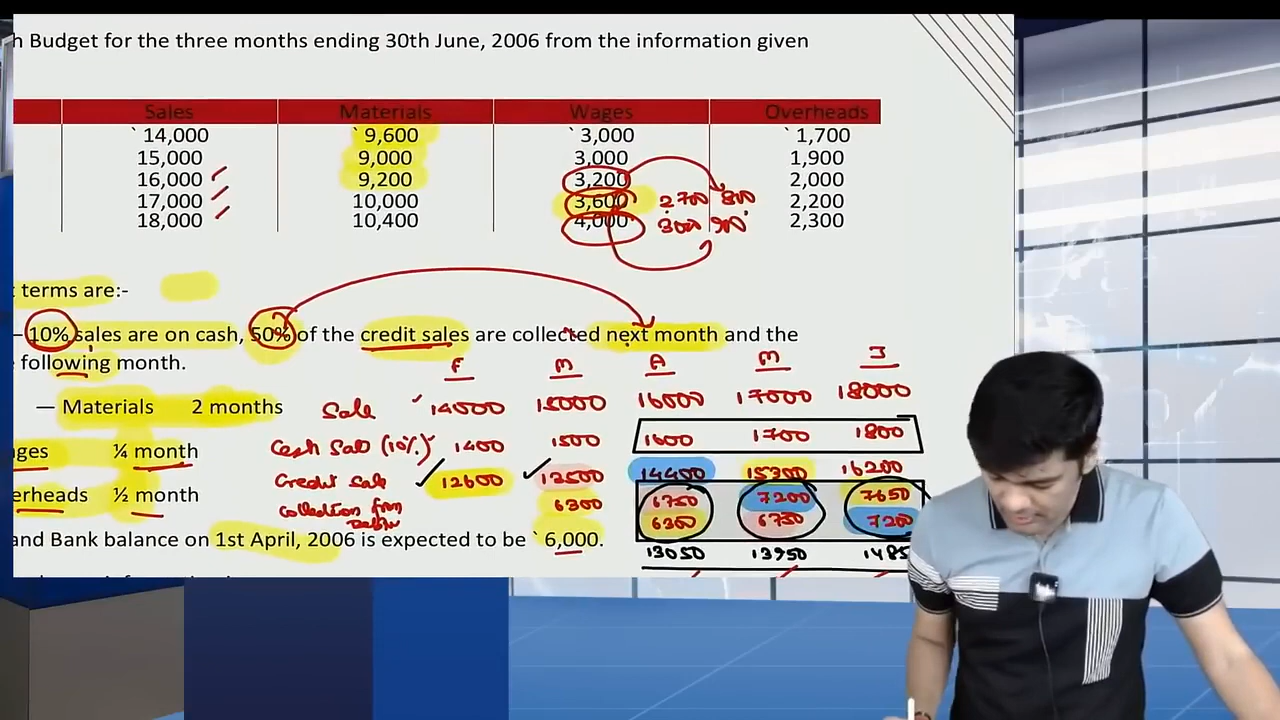 h Budget for the three months ending 30th June, 2006 from the information given
Sales Materials Wages Overheads
` 14,000 ` 9,600 ` 3,000 ` 1,700
15,000 9,000 3,000 1,900
16,000 9,200 3,200 2,000
17,000 10,000 3,600 2700 800 2,200
18,000 10,400 4,000 3000 900 2,300
terms are:-
– 10% sales are on cash, 50% of the credit sales are collected next month and the
following month.
F M A M J
— Materials 2 months
Sale 14000 15000 16000 17000 18000
ges ¼ month
Cash Sale (10%) 1400 1500 1600 1700 1800
Credit sale 12600 13500 14400 15300 16200
erheads ½ month
collection from 6300 6750 7200 7650
6300 6750 7200
and Bank balance on 1st April, 2006 is expected to be ` 6,000.
13050 13950 1485